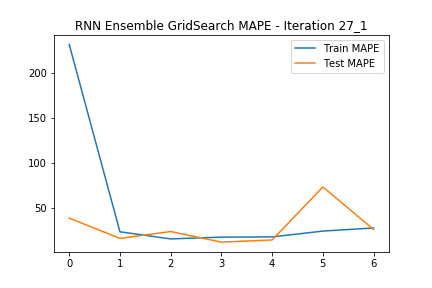 RNN Ensemble GridSearch MAPE - Iteration 27_1
Train MAPE
Test MAPE
200
150
100
50
0 1 2 3 4 5 6